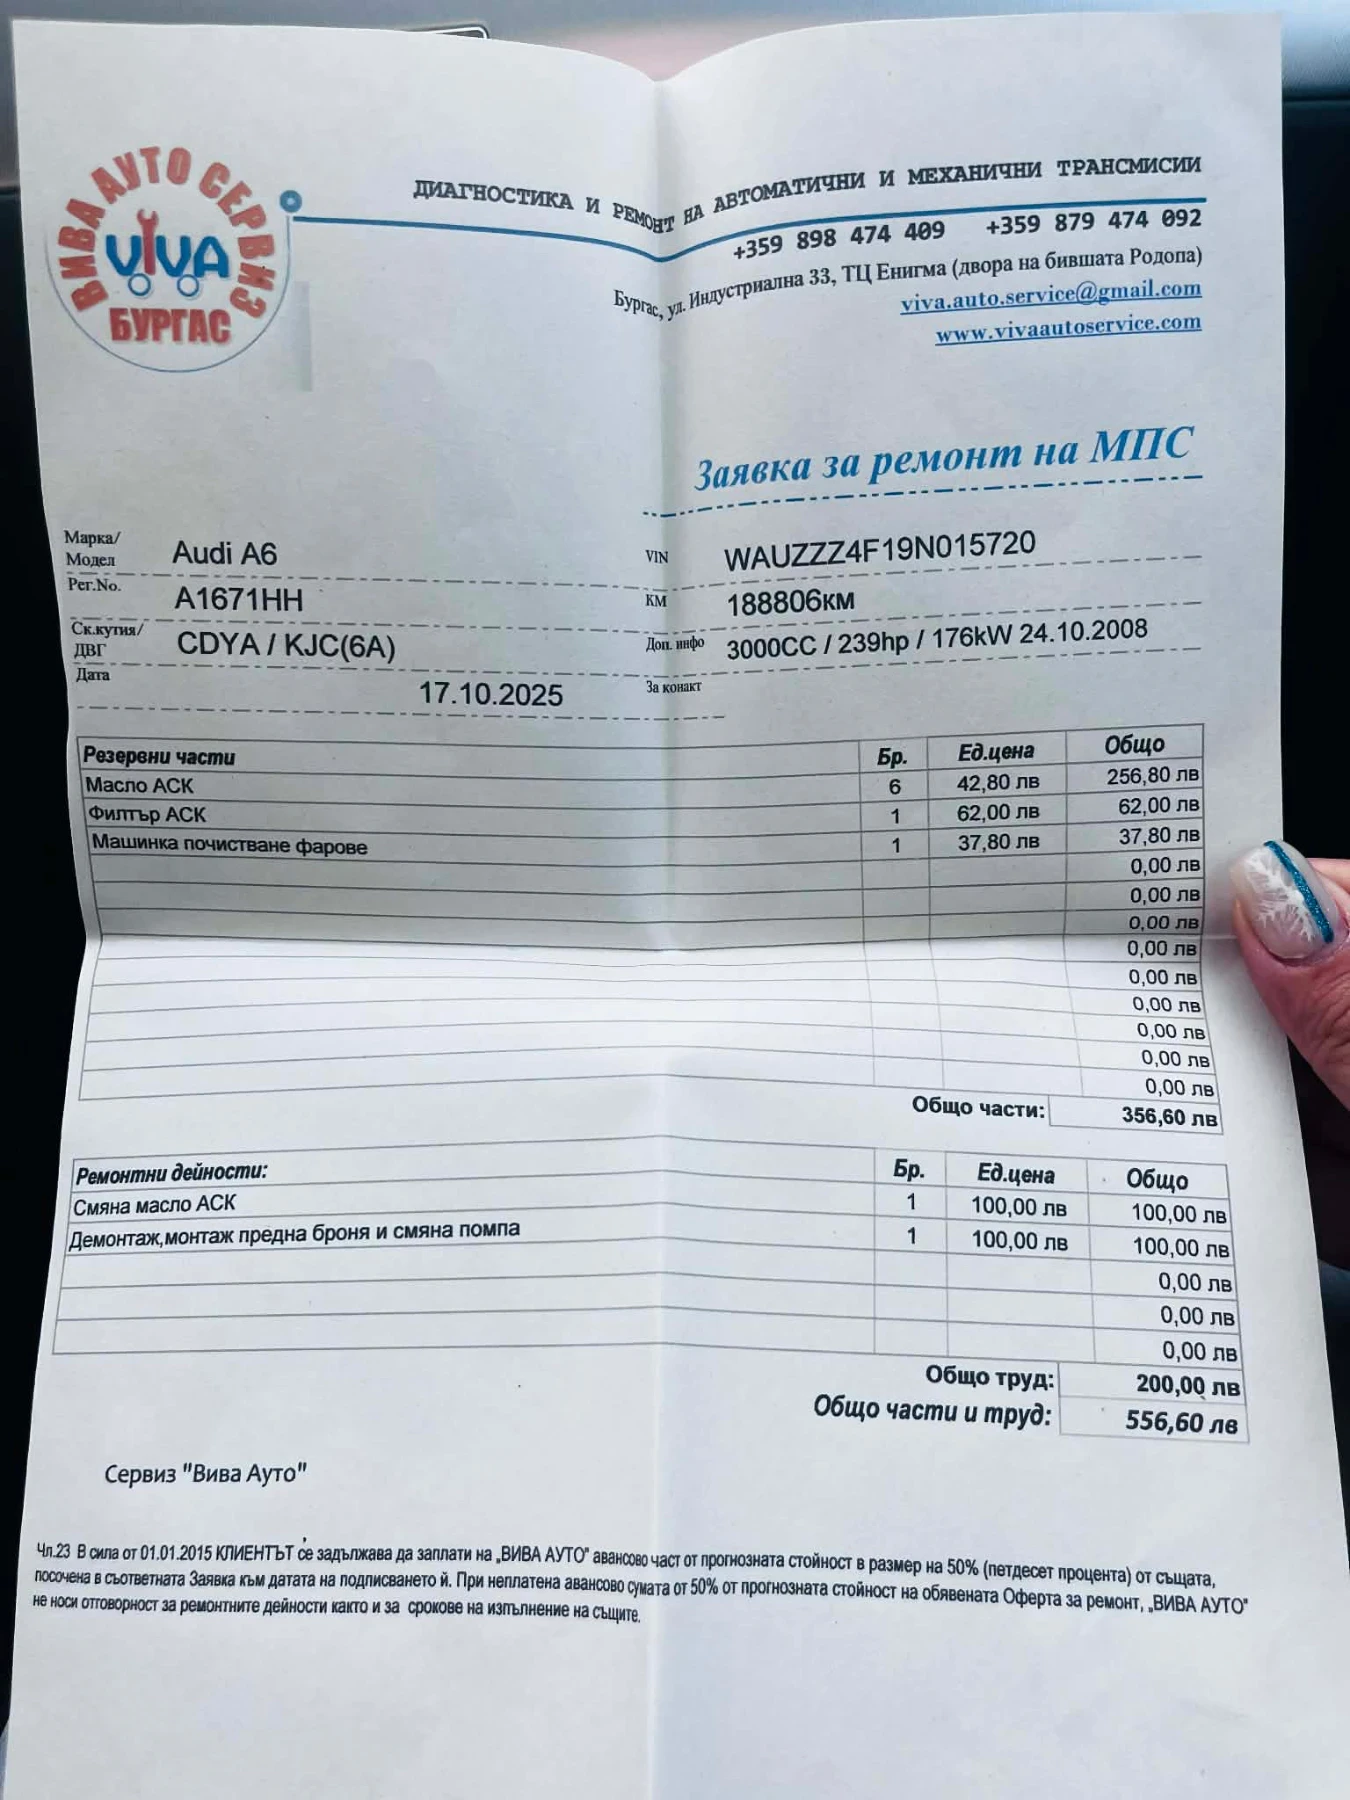 ВИВА АУТО СЕРВИЗ
VIVA
БУРГАС
ДИАГНОСТИКА И РЕМОНТ НА АВТОМАТИЧНИ И МЕХАНИЧНИ ТРАНСМИСИИ
+359 898 474 409 +359 879 474 092
Бургас, ул. Индустриална 33, ТЦ Енигма (двора на бившата Родопа)
viva.auto.service@gmail.com
www.vivaautoservice.com
Заявка за ремонт на МПС
Марка/ Модел Audi A6 VIN WAUZZZ4F19N015720
Рег.No. A1671HH КМ 188806км
Ск.кутия/ ДВГ CDYA / KJC(6A) Доп. инфо 3000CC / 239hp / 176kW 24.10.2008
Дата 17.10.2025 За конакт
Резервни части Бр. Ед.цена Общо
Масло АСК 6 42,80 лв 256,80 лв
Филтър АСК 1 62,00 лв 62,00 лв
Машинка почистване фарове 1 37,80 лв 37,80 лв
0,00 лв
0,00 лв
0,00 лв
0,00 лв
0,00 лв
0,00 лв
0,00 лв
0,00 лв
0,00 лв
Общо части: 356,60 лв
Ремонтни дейности: Бр. Ед.цена Общо
Смяна масло АСК 1 100,00 лв 100,00 лв
Демонтаж,монтаж предна броня и смяна помпа 1 100,00 лв 100,00 лв
0,00 лв
0,00 лв
0,00 лв
Общо труд: 200,00 лв
Общо части и труд: 556,60 лв
Сервиз "Вива Ауто"
Чл.23 В сила от 01.01.2015 КЛИЕНТЪТ се задължава да заплати на „ВИВА АУТО" авансово част от прогнозната стойност в размер на 50% (петдесет процента) от същата,
посочена в съответната Заявка към датата на подписването й. При неплатена авансово сумата от 50% от прогнозната стойност на обявената Оферта за ремонт, „ВИВА АУТО"
не носи отговорност за ремонтните дейности както и за срокове на изпълнение на същите.